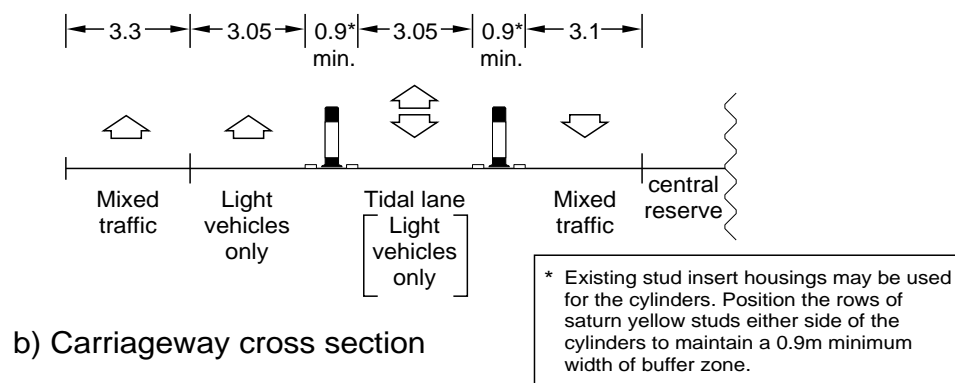 3.3 3.05 0.9* 3.05 0.9* 3.1
min. min.
Mixed
traffic
Light
vehicles
only
Tidal lane
Light
vehicles
only
Mixed
traffic
central
reserve
* Existing stud insert housings may be used
for the cylinders. Position the rows of
saturn yellow studs either side of the
cylinders to maintain a 0.9m minimum
width of buffer zone.
b) Carriageway cross section